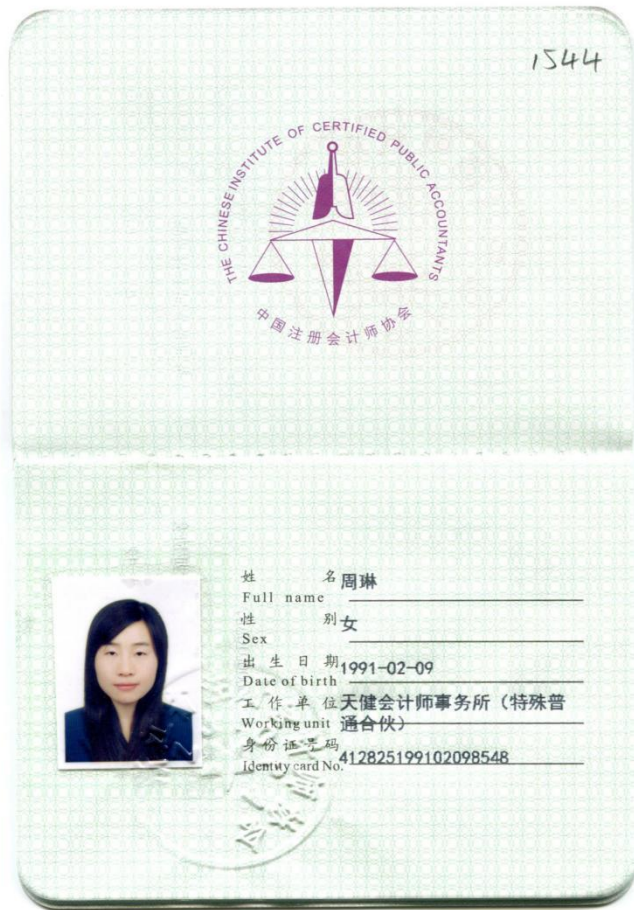 1544
THE CHINESE INSTITUTE OF CERTIFIED PUBLIC ACCOUNTANTS
中国注册会计师协会
姓 名 周琳
Full name
性 别 女
Sex
出生日期 1991-02-09
Date of birth
工作单位 天健会计师事务所（特殊普
Working unit 通合伙）
身份证号码
Identity card No. 412825199102098548